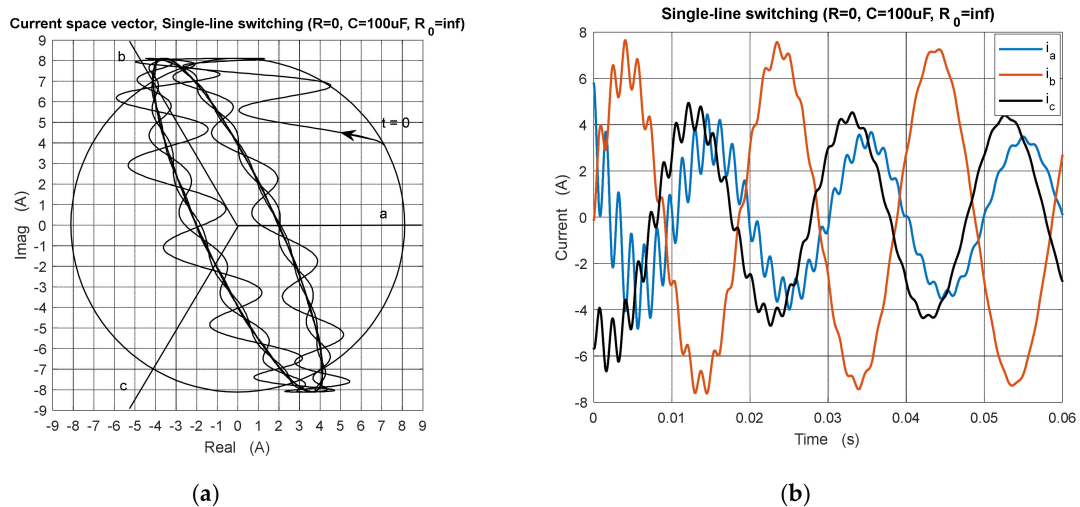 Current space vector, Single-line switching (R=0, C=100uF, R0=inf)
9
8
7
6
5
4
3
2
1
0
-1
-2
-3
-4
-5
-6
-7
-8
-9
Imag (A)
b
t = 0
a
c
-9 -8 -7 -6 -5 -4 -3 -2 -1 0 1 2 3 4 5 6 7 8 9
Real (A)
(a)
Single-line switching (R=0, C=100uF, R0=inf)
8
6
4
2
0
-2
-4
-6
-8
Current (A)
ia
ib
ic
0 0.01 0.02 0.03 0.04 0.05 0.06
Time (s)
(b)